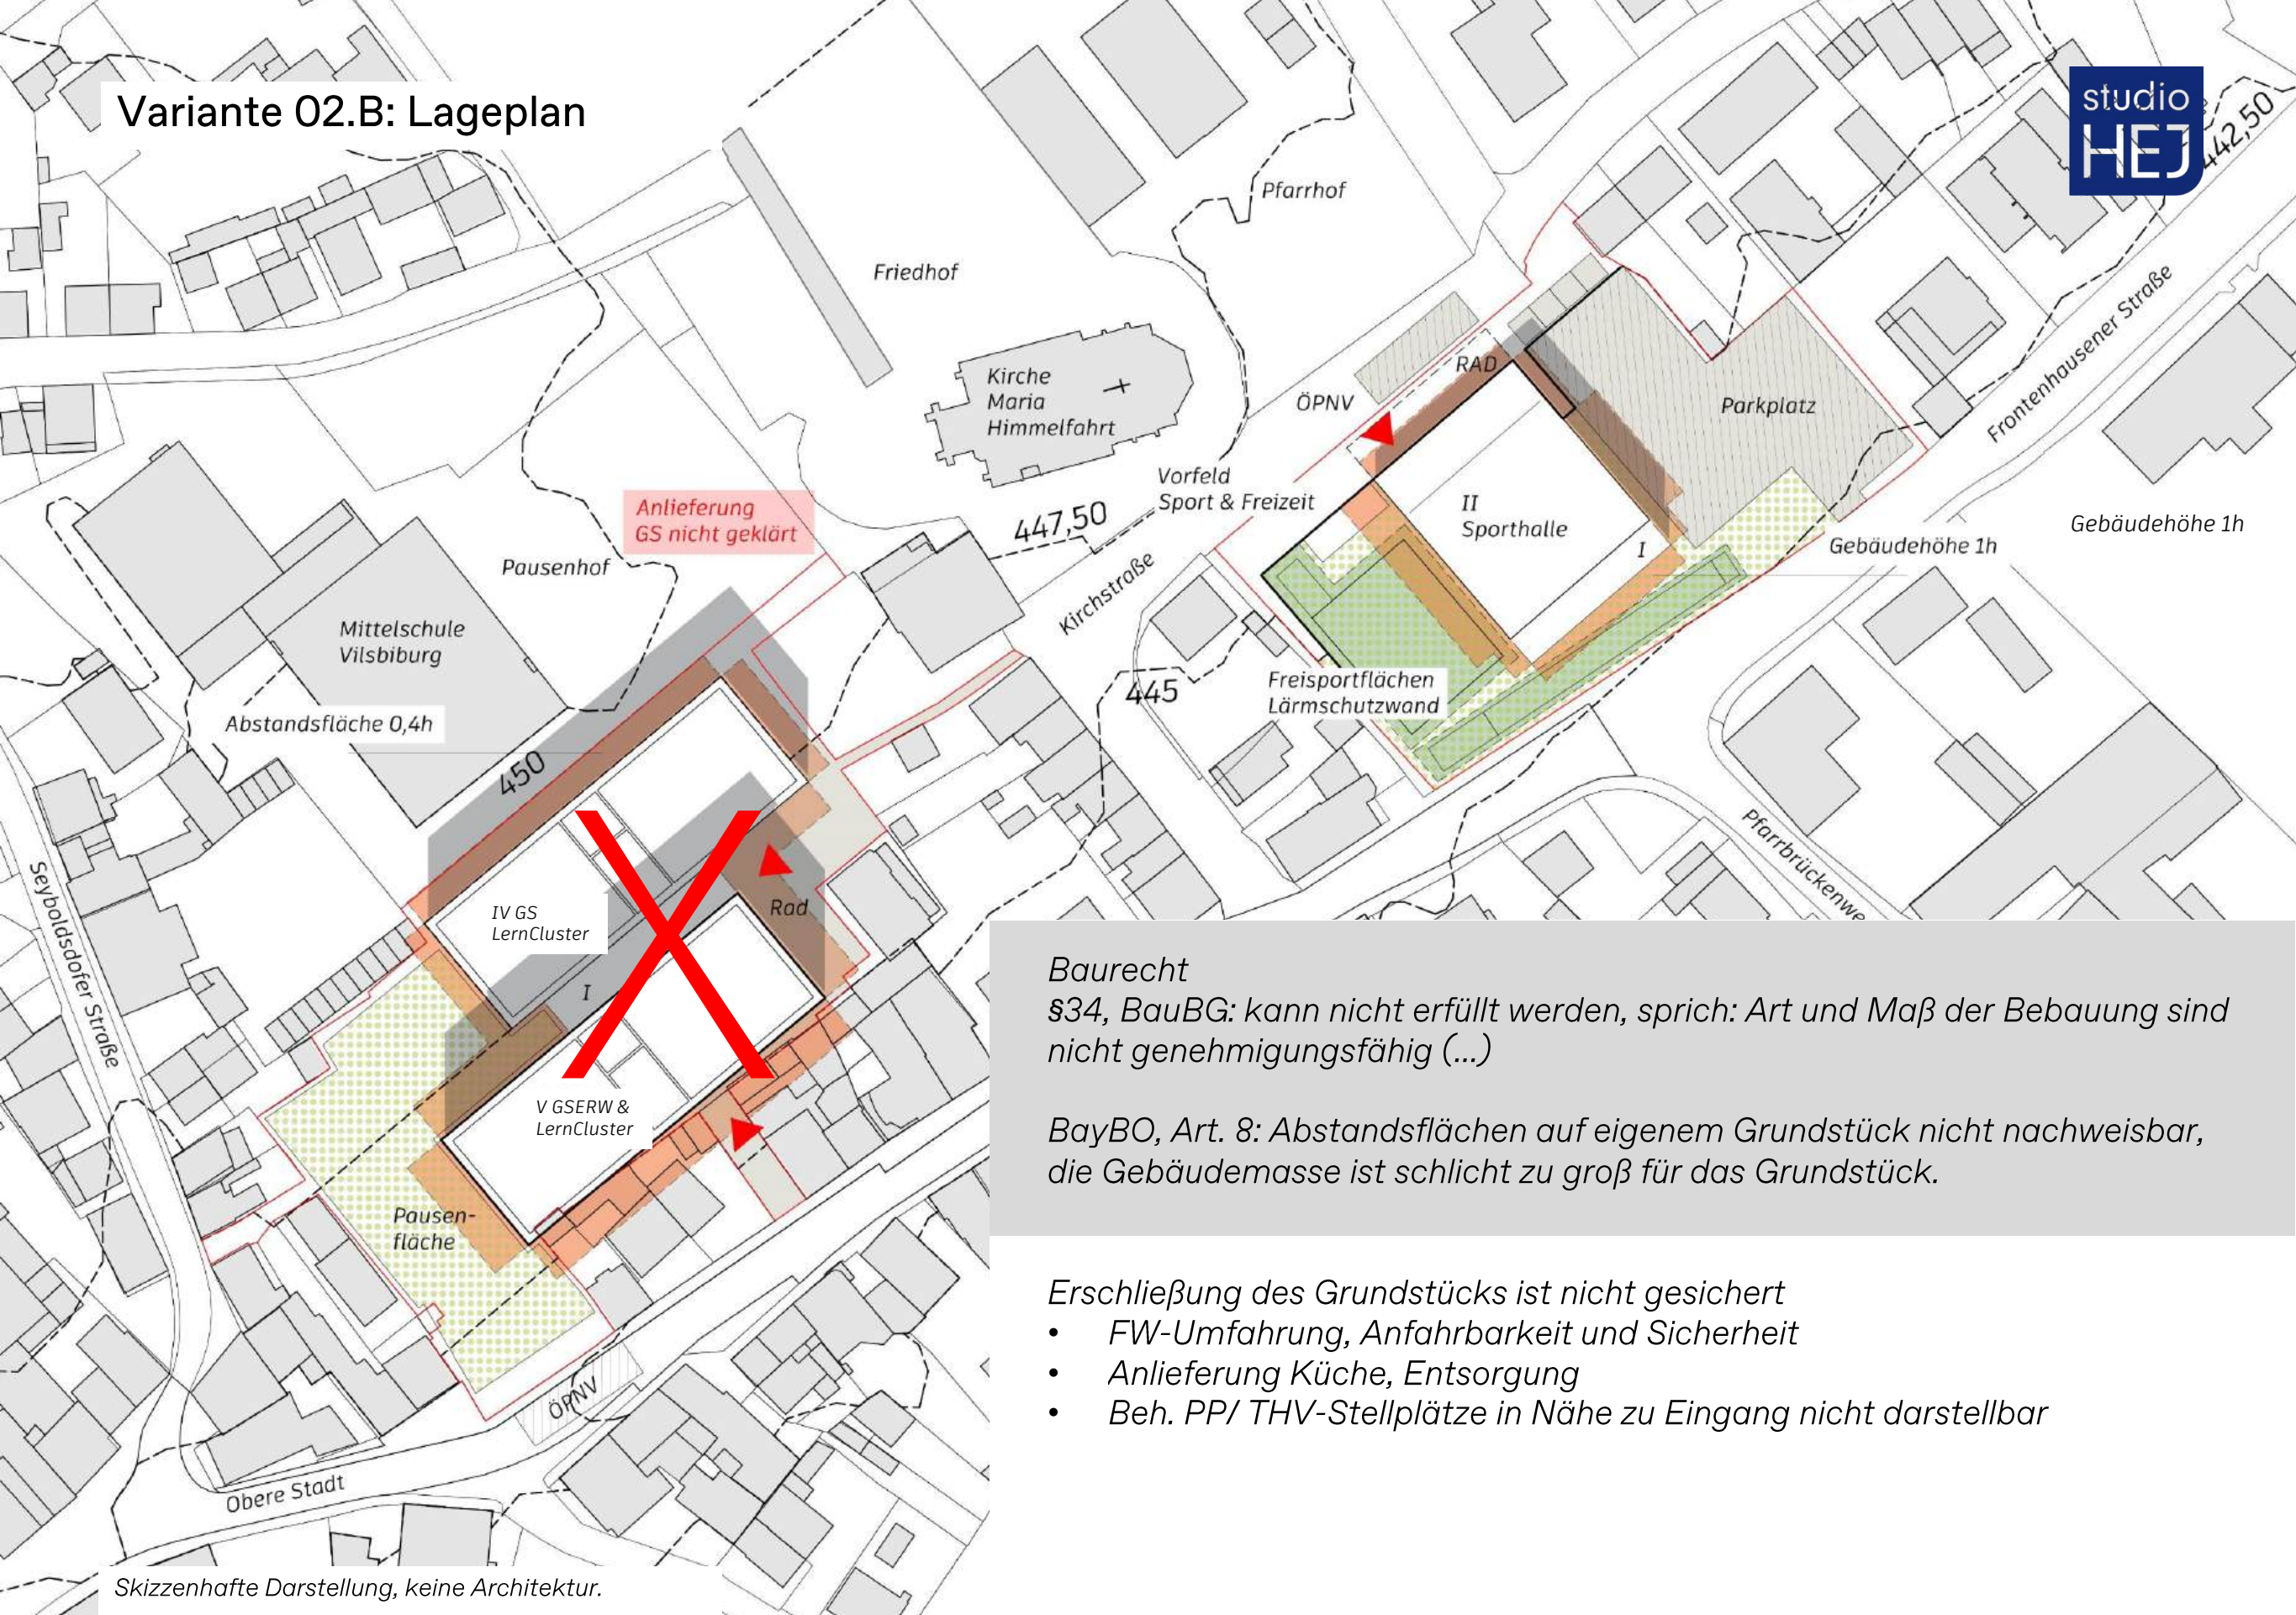 Variante 02.B: Lageplan
studio
HEJ
442,50
Pfarrhof
Friedhof
Frontenhausener Straße
Kirche
Maria
Himmelfahrt
RAD
ÖPNV
Parkplatz
Vorfeld
Sport & Freizeit
Anlieferung
GS nicht geklärt
447,50
II
Sporthalle
I
Gebäudehöhe 1h
Gebäudehöhe 1h
Pausenhof
Kirchstraße
Mittelschule
Vilsbiburg
445
Freisportflächen
Lärmschutzwand
Abstandsfläche 0,4h
450
Pfarrbrückenwe
Seyboldsdofer Straße
IV GS
LernCluster
Rad
I
X
V GSERW &
LernCluster
Pausen-
fläche
ÖPNV
Obere Stadt
Baurecht
§34, BauBG: kann nicht erfüllt werden, sprich: Art und Maß der Bebauung sind
nicht genehmigungsfähig (...)
BayBO, Art. 8: Abstandsflächen auf eigenem Grundstück nicht nachweisbar,
die Gebäudemasse ist schlicht zu groß für das Grundstück.
Erschließung des Grundstücks ist nicht gesichert
• FW-Umfahrung, Anfahrbarkeit und Sicherheit
• Anlieferung Küche, Entsorgung
• Beh. PP/ THV-Stellplätze in Nähe zu Eingang nicht darstellbar
Skizzenhafte Darstellung, keine Architektur.